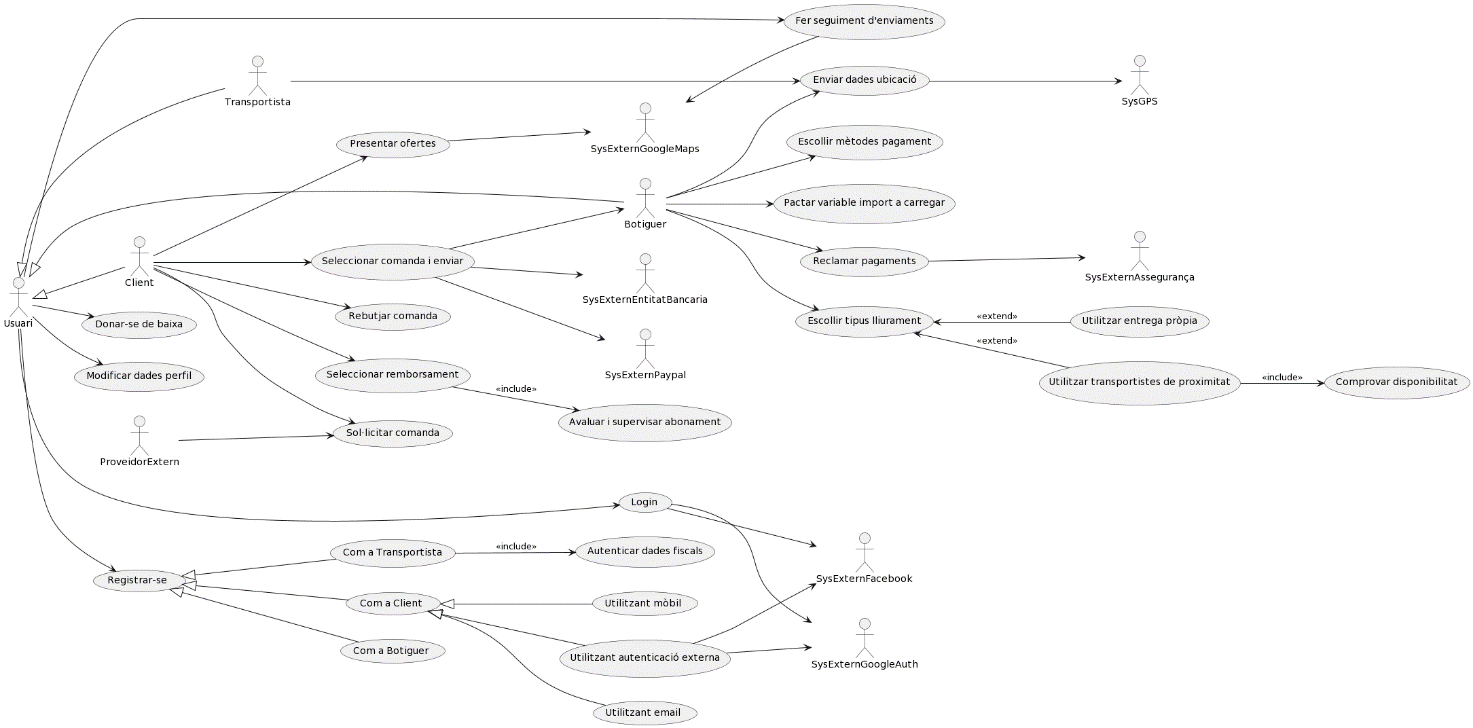 Fer seguiment d'enviaments
Transportista
Enviar dades ubicació
SysGPS
Presentar ofertes
SysExternGoogleMaps
Escollir mètodes pagament
Botiguer
Pactar variable import a carregar
Client
Seleccionar comanda i enviar
Reclamar pagaments
SysExternAssegurança
SysExternEntitatBancaria
Usuari
Donar-se de baixa
Rebutjar comanda
Escollir tipus lliurament
«extend»
Utilitzar entrega pròpia
«extend»
Modificar dades perfil
Seleccionar remborsament
SysExternPaypal
Utilitzar transportistes de proximitat
«include»
Comprovar disponibilitat
«include»
Avaluar i supervisar abonament
ProveidorExtern
Sol·licitar comanda
Login
Com a Transportista
«include»
Autenticar dades fiscals
SysExternFacebook
Registrar-se
Com a Client
Utilitzant mòbil
Com a Botiguer
Utilitzant autenticació externa
SysExternGoogleAuth
Utilitzant email